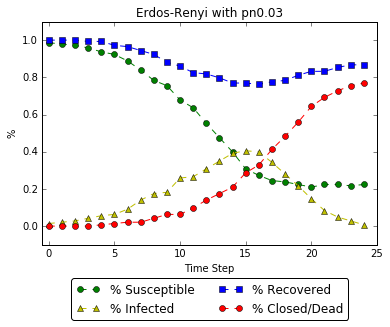 Erdos-Renyi with pn0.03
1.0
0.8
0.6
0.4
0.2
0.0
%
0 5 10 15 20 25
Time Step
% Susceptible % Recovered
% Infected % Closed/Dead